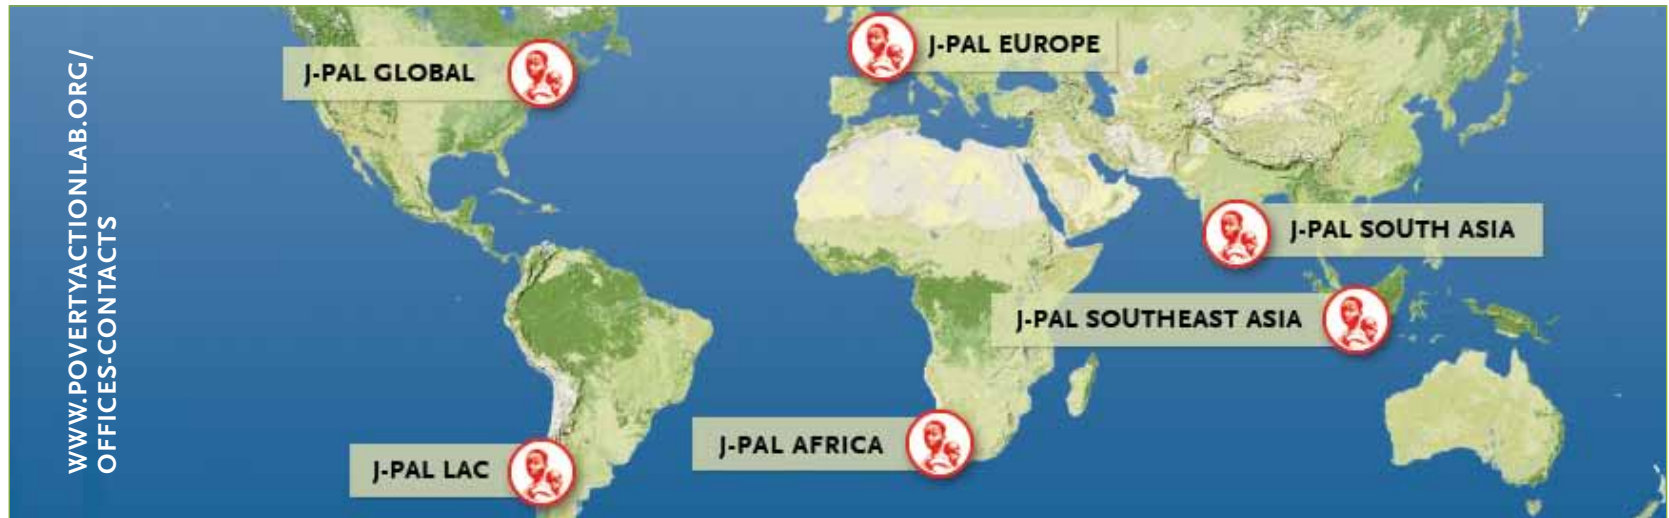 WWW.POVERTYACTIONLAB.ORG/
OFFICES-CONTACTS
J-PAL GLOBAL
J-PAL EUROPE
J-PAL SOUTH ASIA
J-PAL SOUTHEAST ASIA
J-PAL AFRICA
J-PAL LAC